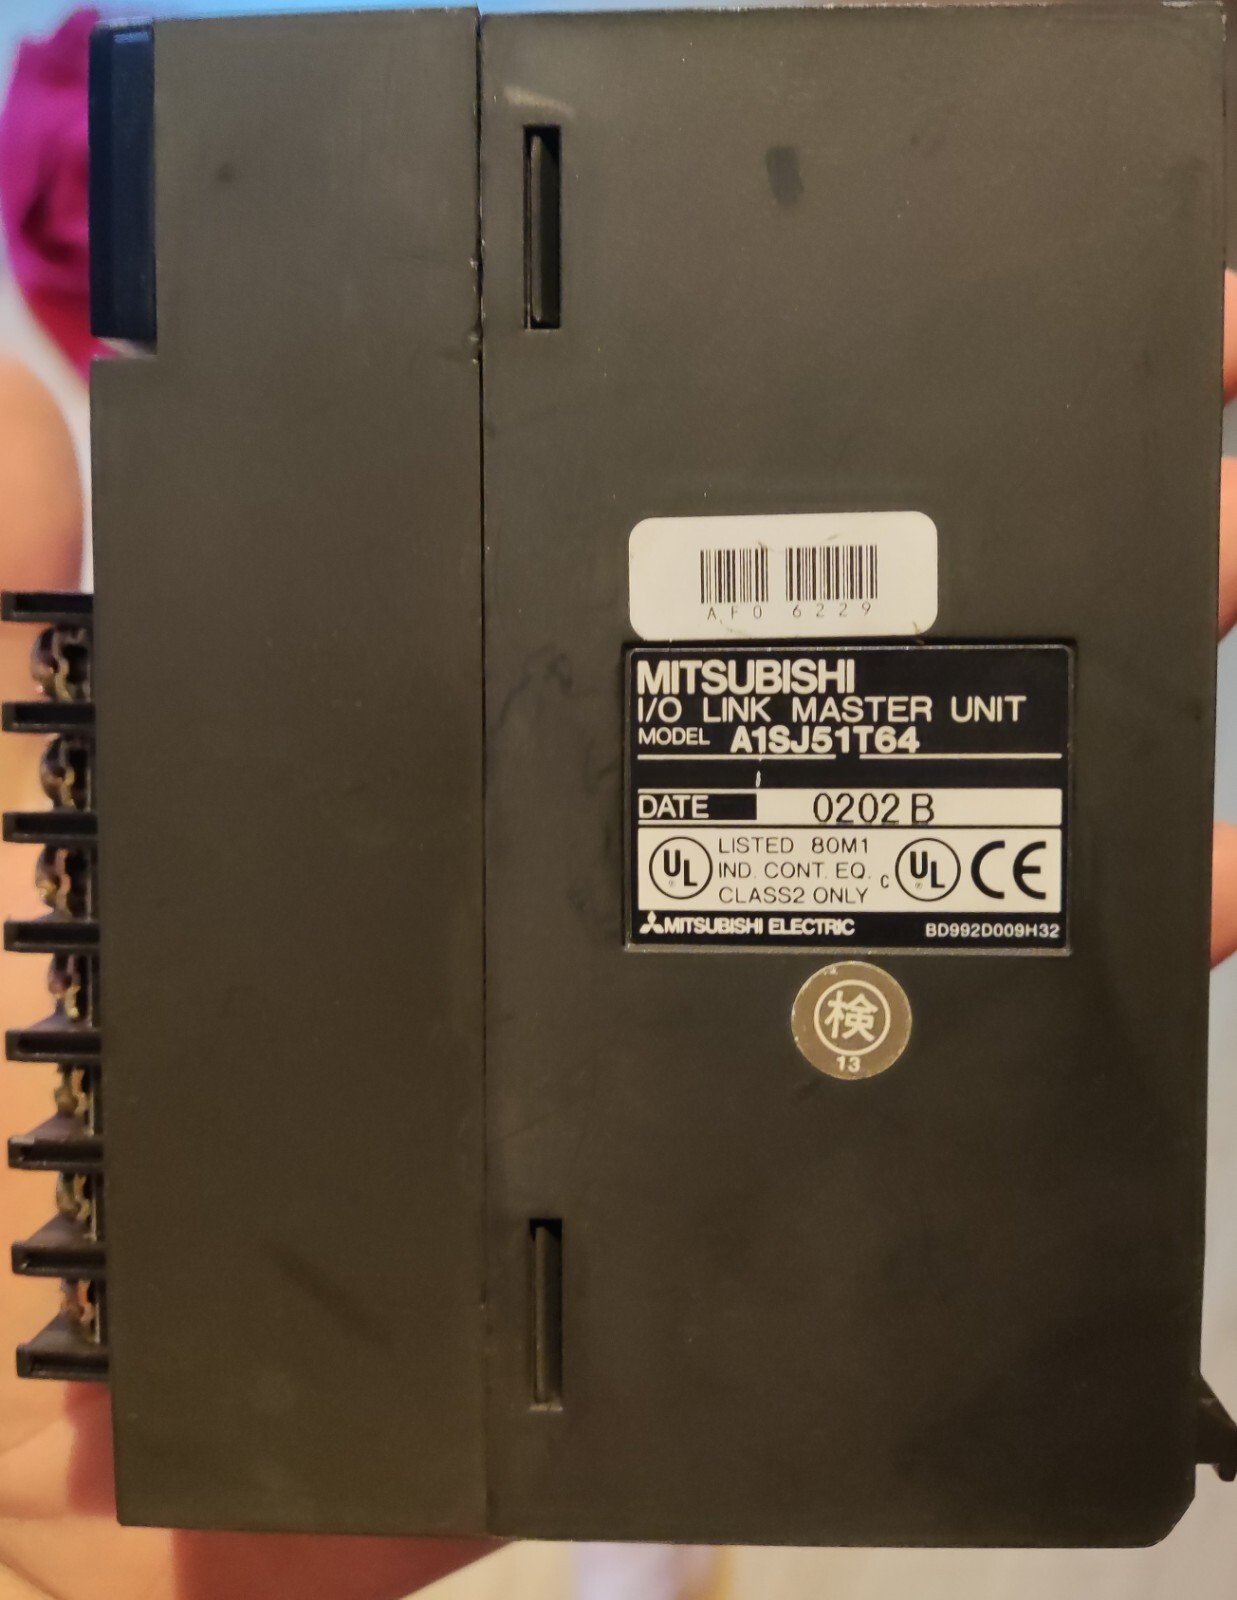 AF0 6229
MITSUBISHI
I/O LINK MASTER UNIT
MODEL A1SJ51T64
DATE 0202 B
UL LISTED 80M1
IND. CONT. EQ.
CLASS2 ONLY
c UL CE
MITSUBISHI ELECTRIC BD992D009H32
検
13